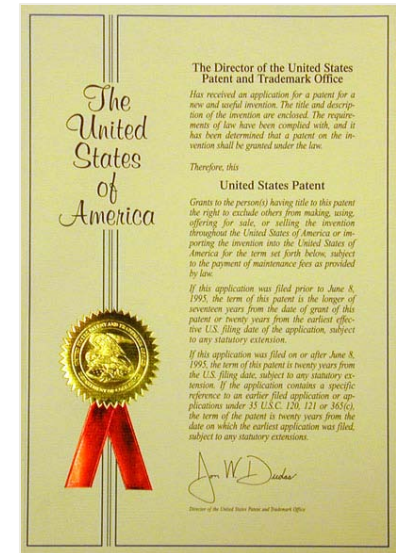 The
United
States
of
America
The Director of the United States
Patent and Trademark Office
Has received an application for a patent for a
new and useful invention. The title and descrip-
tion of the invention are enclosed. The require-
ments of law have been complied with, and it
has been determined that a patent on the in-
vention shall be granted under the law.
Therefore, this
United States Patent
Grants to the person(s) having title to this patent
the right to exclude others from making, using,
offering for sale, or selling the invention
throughout the United States of America or im-
porting the invention into the United States of
America for the term set forth below, subject
to the payment of maintenance fees as provided
by law.
If this application was filed prior to June 8,
1995, the term of this patent is the longer of
seventeen years from the date of grant of this
patent or twenty years from the earliest effec-
tive U.S. filing date of the application, subject
to any statutory extension.
If this application was filed on or after June 8,
1995, the term of this patent is twenty years from
the U.S. filing date, subject to any statutory ex-
tension. If the application contains a specific
reference to an earlier filed application or ap-
plications under 35 U.S.C. 120, 121 or 365(c),
the term of the patent is twenty years from the
date on which the earliest application was filed,
subject to any statutory extensions.
Jon W. Dudas
Director of the United States Patent and Trademark Office